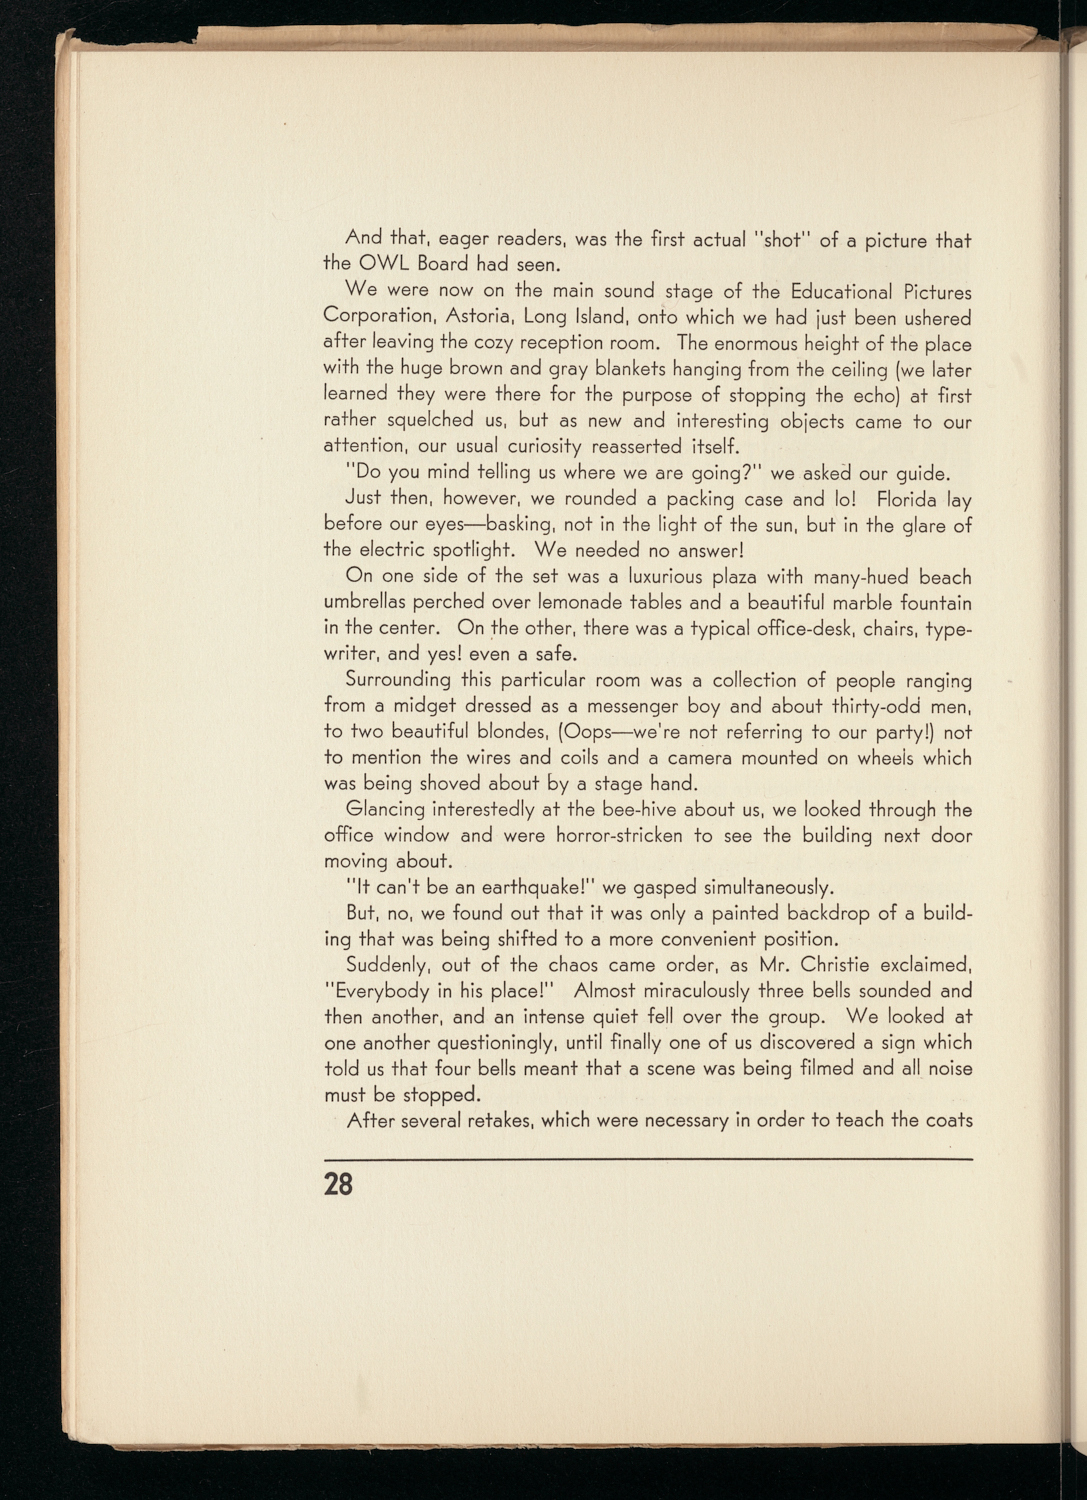 And that, eager readers, was the first actual "shot" of a picture that
the OWL Board had seen.
We were now on the main sound stage of the Educational Pictures
Corporation, Astoria, Long Island, onto which we had just been ushered
after leaving the cozy reception room. The enormous height of the place
with the huge brown and gray blankets hanging from the ceiling (we later
learned they were there for the purpose of stopping the echo) at first
rather squelched us, but as new and interesting objects came to our
attention, our usual curiosity reasserted itself.
"Do you mind telling us where we are going?" we asked our guide.
Just then, however, we rounded a packing case and lo! Florida lay
before our eyes—basking, not in the light of the sun, but in the glare of
the electric spotlight. We needed no answer!
On one side of the set was a luxurious plaza with many-hued beach
umbrellas perched over lemonade tables and a beautiful marble fountain
in the center. On the other, there was a typical office-desk, chairs, type-
writer, and yes! even a safe.
Surrounding this particular room was a collection of people ranging
from a midget dressed as a messenger boy and about thirty-odd men,
to two beautiful blondes, (Oops—we're not referring to our party!) not
to mention the wires and coils and a camera mounted on wheels which
was being shoved about by a stage hand.
Glancing interestedly at the bee-hive about us, we looked through the
office window and were horror-stricken to see the building next door
moving about.
"It can't be an earthquake!" we gasped simultaneously.
But, no, we found out that it was only a painted backdrop of a build-
ing that was being shifted to a more convenient position.
Suddenly, out of the chaos came order, as Mr. Christie exclaimed,
"Everybody in his place!" Almost miraculously three bells sounded and
then another, and an intense quiet fell over the group. We looked at
one another questioningly, until finally one of us discovered a sign which
told us that four bells meant that a scene was being filmed and all noise
must be stopped.
After several retakes, which were necessary in order to teach the coats
28